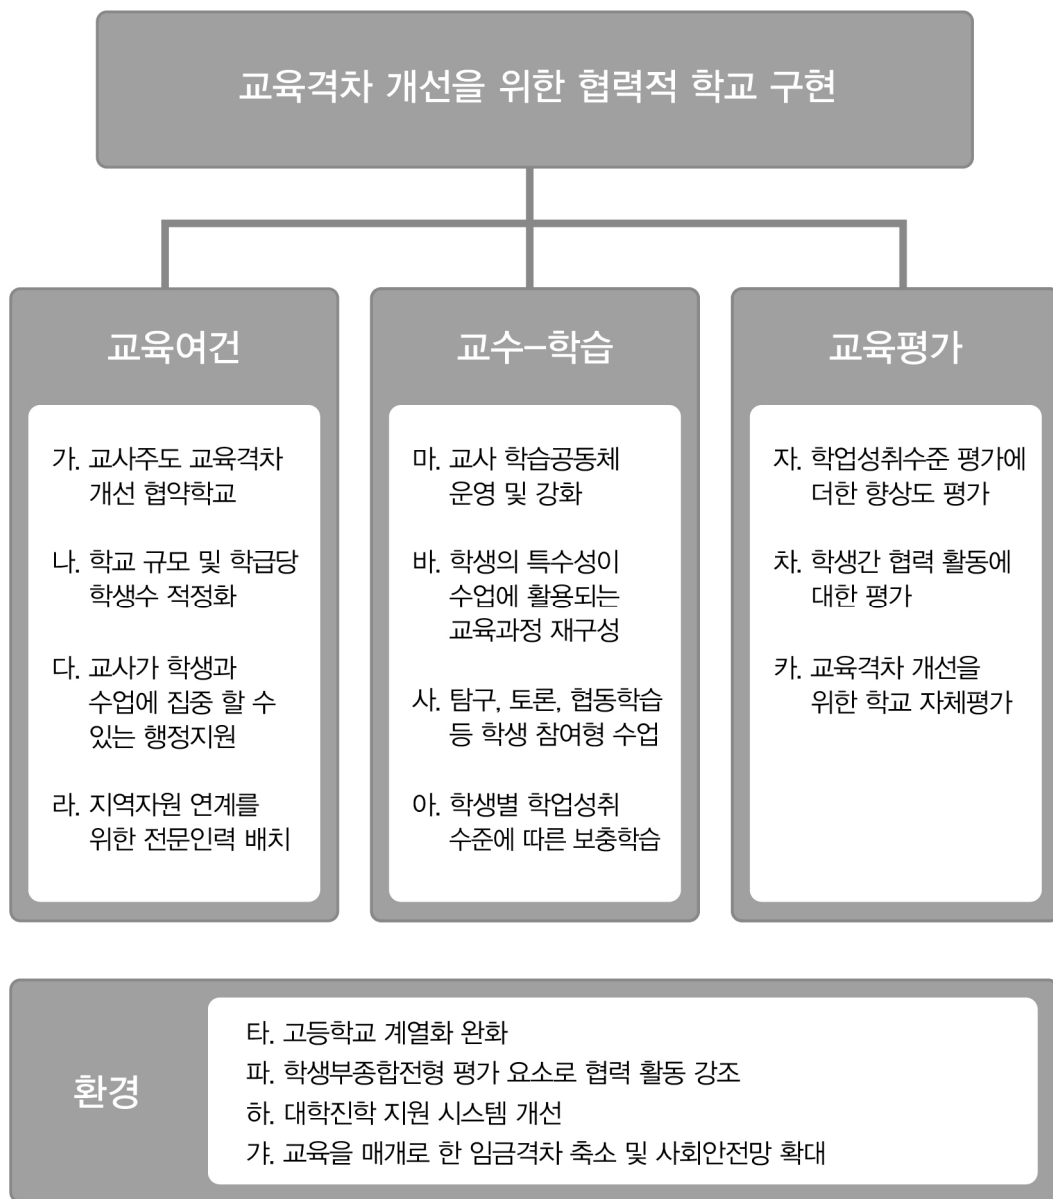 교육격차 개선을 위한 협력적 학교 구현
교육여건
가. 교사주도 교육격차
개선 협약학교
나. 학교 규모 및 학급당
학생수 적정화
다. 교사가 학생과
수업에 집중 할 수
있는 행정지원
라. 지역자원 연계를
위한 전문인력 배치
교수-학습
마. 교사 학습공동체
운영 및 강화
바. 학생의 특수성이
수업에 활용되는
교육과정 재구성
사. 탐구, 토론, 협동학습
등 학생 참여형 수업
아. 학생별 학업성취
수준에 따른 보충학습
교육평가
자. 학업성취수준 평가에
더한 향상도 평가
차. 학생간 협력 활동에
대한 평가
카. 교육격차 개선을
위한 학교 자체평가
환경
타. 고등학교 계열화 완화
파. 학생부종합전형 평가 요소로 협력 활동 강조
하. 대학진학 지원 시스템 개선
갸. 교육을 매개로 한 임금격차 축소 및 사회안전망 확대